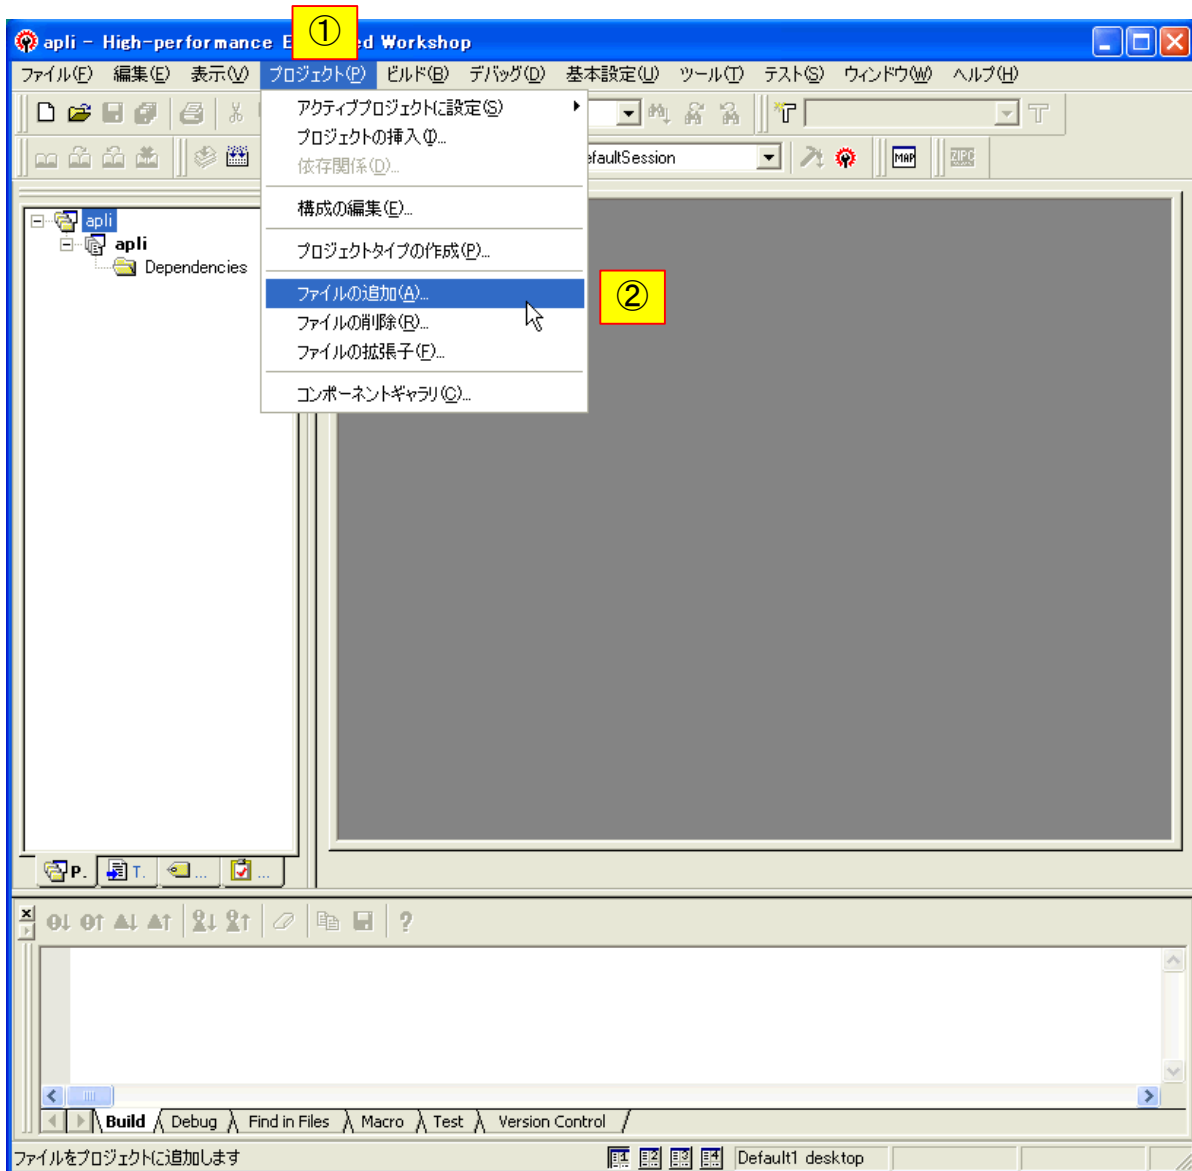 ①
apli - High-performance E ed Workshop
ファイル(F) 編集(E) 表示(V) プロジェクト(P) ビルド(B) デバッグ(D) 基本設定(U) ツール(T) テスト(S) ウィンドウ(W) ヘルプ(H)
アクティブプロジェクトに設定(S)
プロジェクトの挿入(I)...
依存関係(D)...
efaultSession
MAP
ZIPC
構成の編集(E)...
プロジェクトタイプの作成(P)...
ファイルの追加(A)...
②
ファイルの削除(R)...
ファイルの拡張子(F)...
コンポーネントギャラリ(C)...
apli
apli
Dependencies
P. T. ... ...
Build Debug Find in Files Macro Test Version Control
ファイルをプロジェクトに追加します 1 2 3 4 Default1 desktop